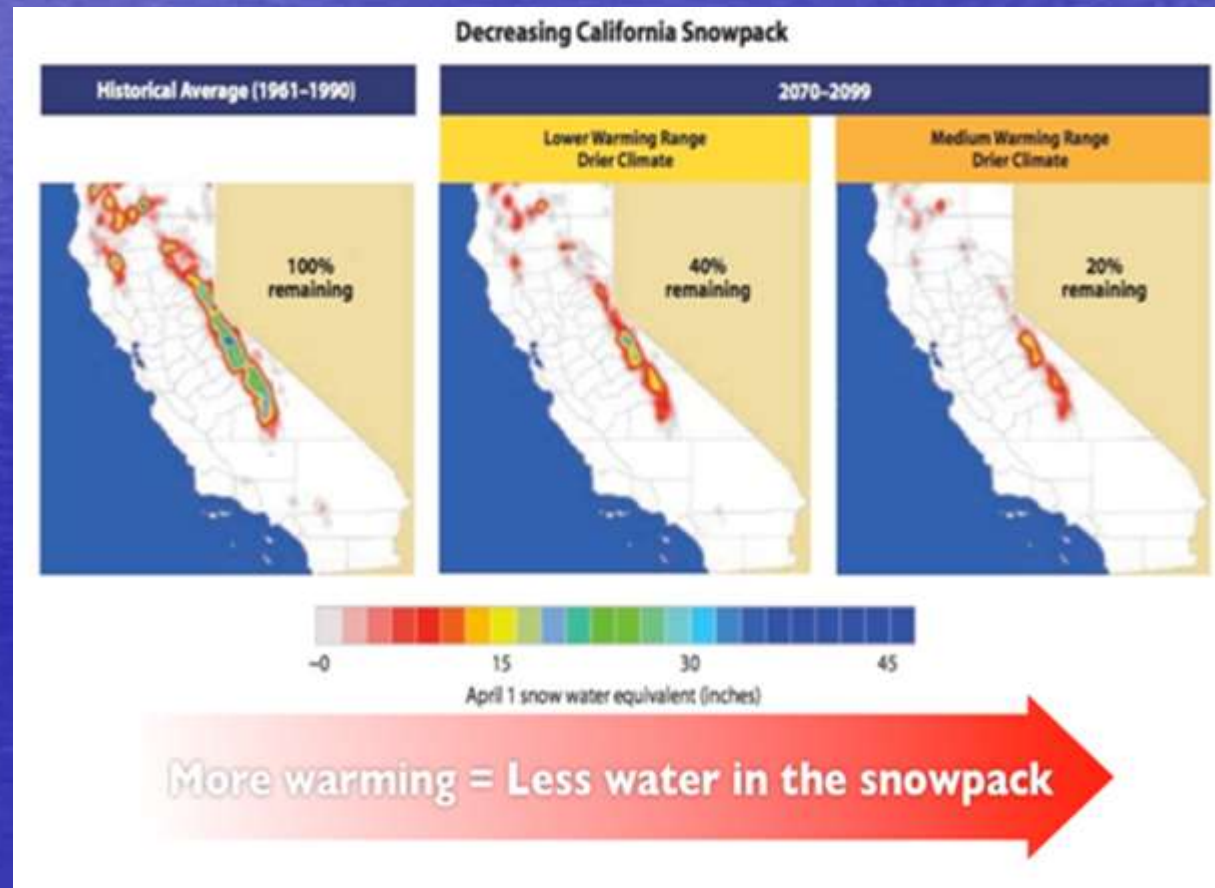 Decreasing California Snowpack
Historical Average (1961–1990)
2070–2099
Lower Warming Range
Drier Climate
Medium Warming Range
Drier Climate
100%
remaining
40%
remaining
20%
remaining
~0 15 30 45
April 1 snow water equivalent (inches)
More warming = Less water in the snowpack